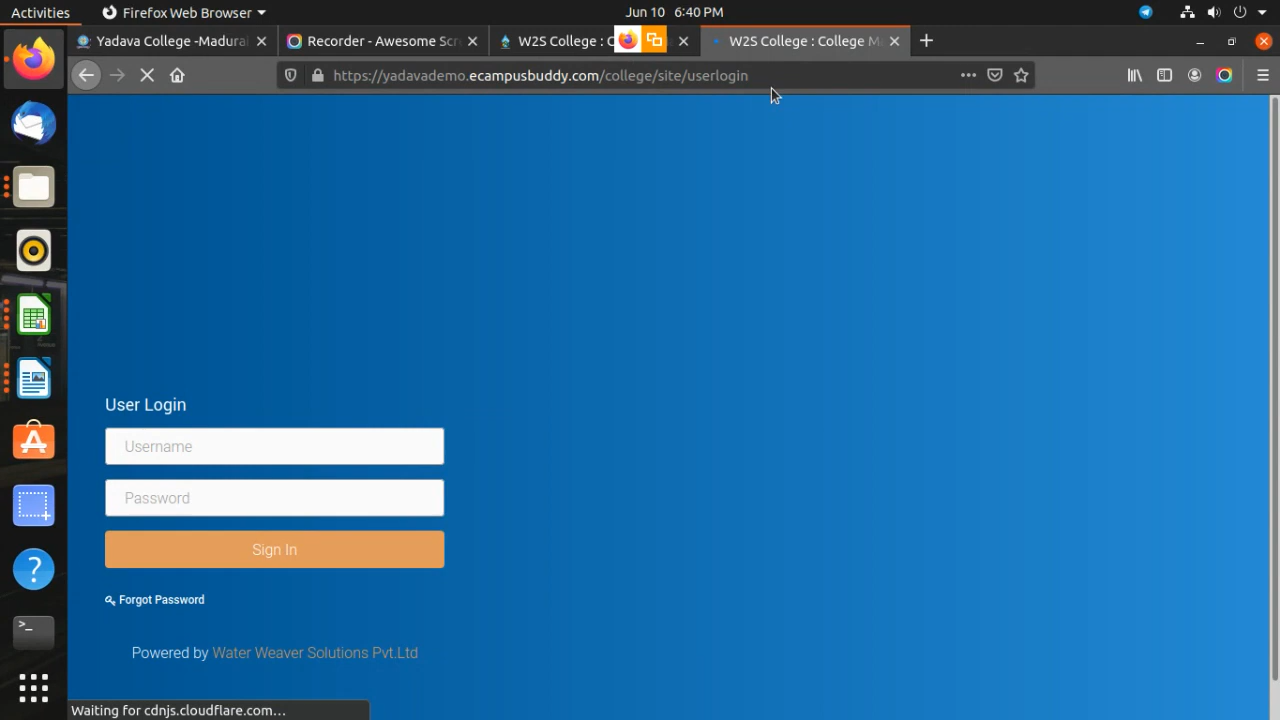 Activities
Firefox Web Browser
Jun 10 6:40 PM
Yadava College -Madurai
Recorder - Awesome Scr
W2S College : C
W2S College : College Ma
https://yadavademo.ecampusbuddy.com/college/site/userlogin
User Login
Username
Password
Sign In
Forgot Password
Powered by Water Weaver Solutions Pvt.Ltd
Waiting for cdnjs.cloudflare.com…